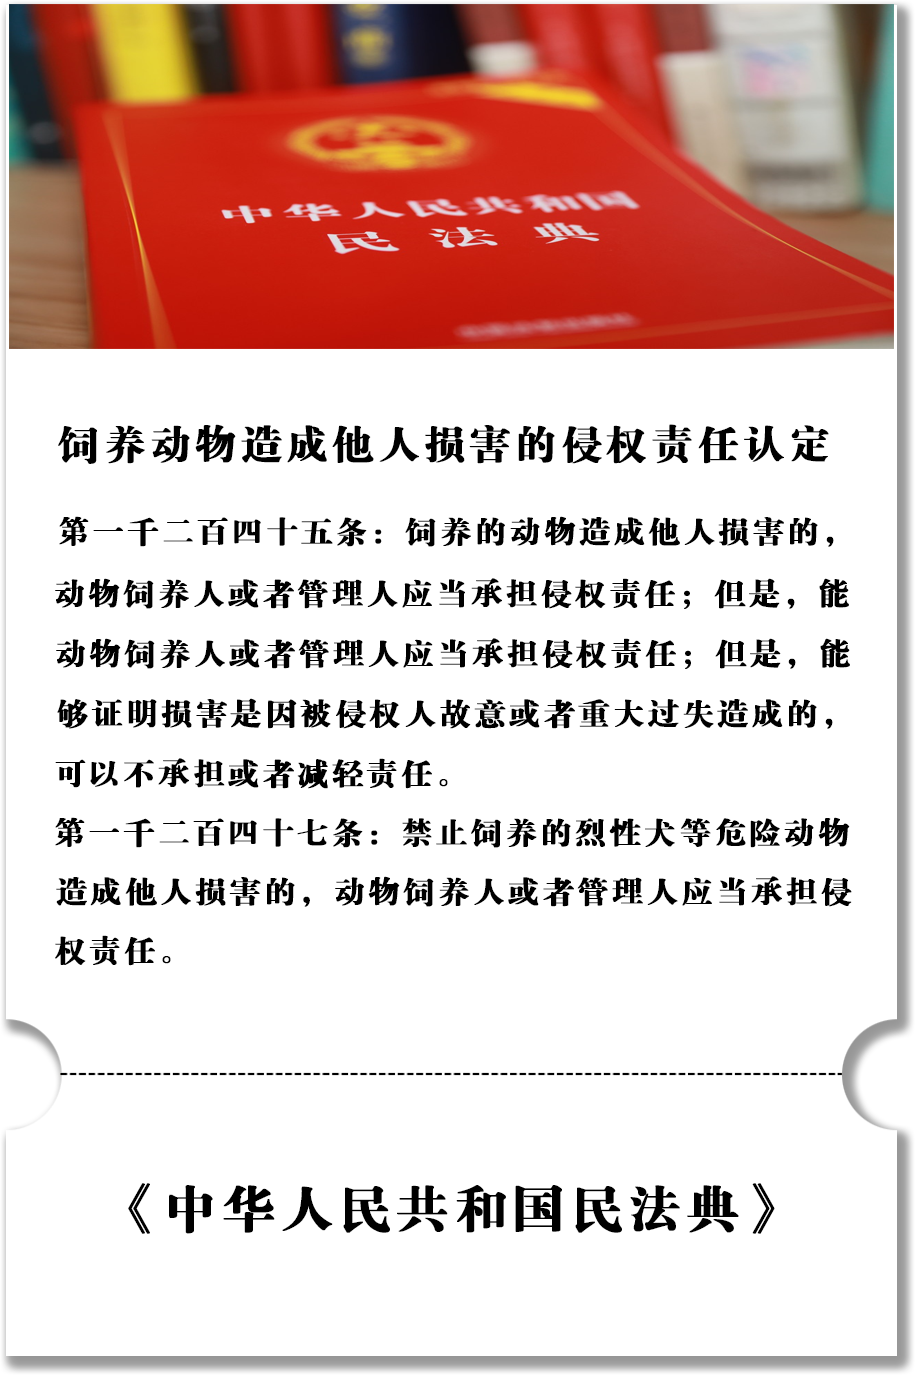 中华人民共和国
民法典
饲养动物造成他人损害的侵权责任认定
第一千二百四十五条：饲养的动物造成他人损害的，
动物饲养人或者管理人应当承担侵权责任；但是，能
动物饲养人或者管理人应当承担侵权责任；但是，能
够证明损害是因被侵权人故意或者重大过失造成的，
可以不承担或者减轻责任。
第一千二百四十七条：禁止饲养的烈性犬等危险动物
造成他人损害的，动物饲养人或者管理人应当承担侵
权责任。
《中华人民共和国民法典》